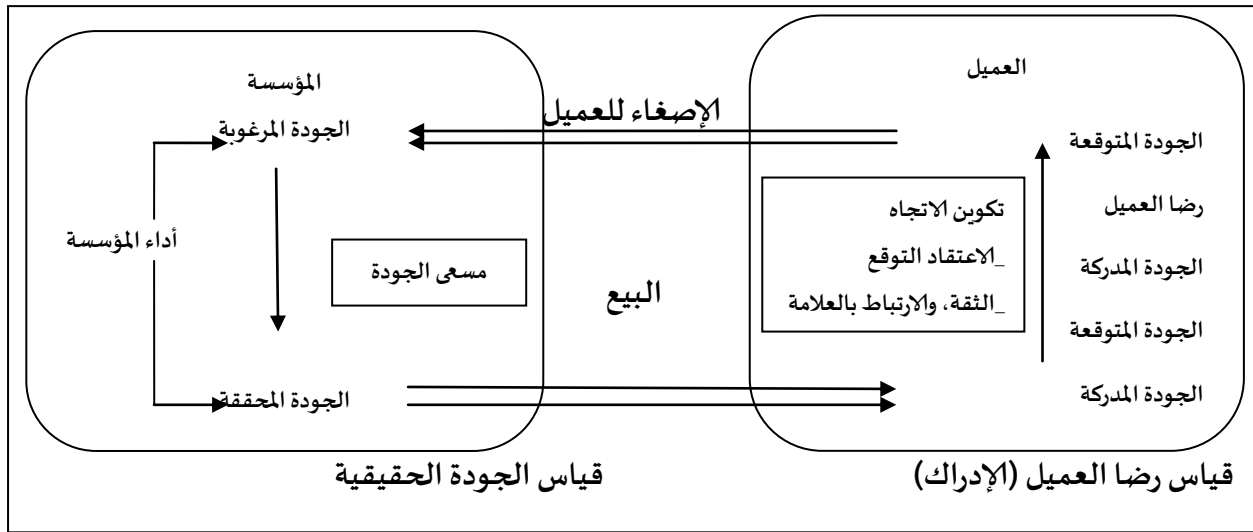 العميل
الجودة المتوقعة
رضا العميل
الجودة المدركة
الجودة المتوقعة
الجودة المدركة
تكوين الاتجاه
_الاعتقاد التوقع
_الثقة، والارتباط بالعلامة
الإصغاء للعميل
البيع
المؤسسة
الجودة المرغوبة
أداء المؤسسة
مسعى الجودة
الجودة المحققة
قياس رضا العميل (الإدراك)
قياس الجودة الحقيقية